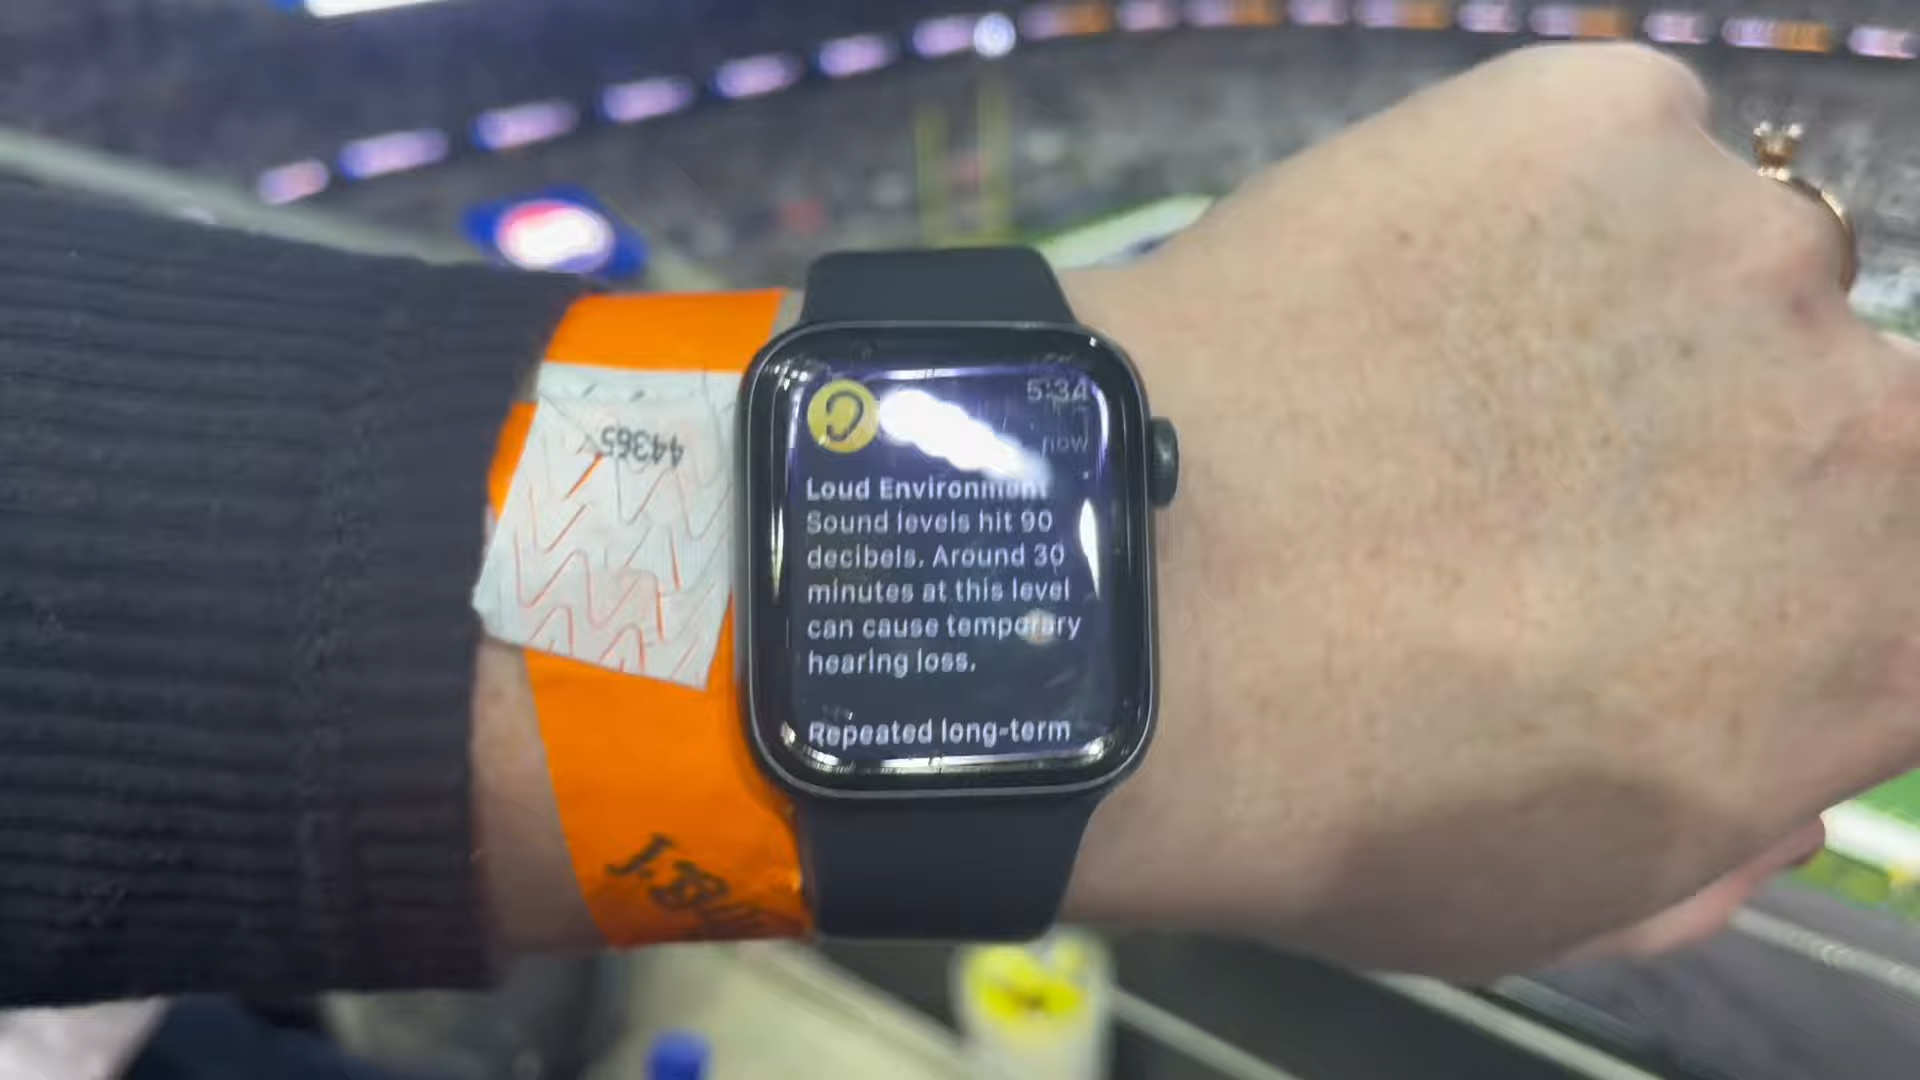 44365
5:34
now
Loud Environment
Sound levels hit 90
decibels. Around 30
minutes at this level
can cause temporary
hearing loss.
Repeated long-term